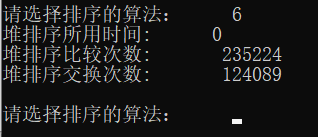 请选择排序的算法： 6
堆排序所用时间: 0
堆排序比较次数: 235224
堆排序交换次数: 124089
请选择排序的算法：